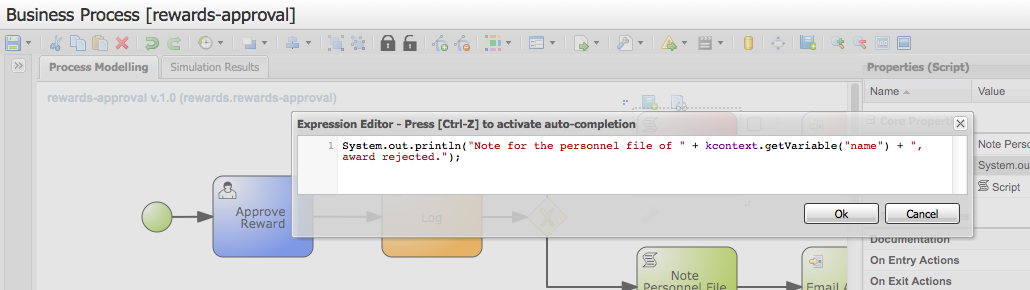 Business Process [rewards-approval]
Process Modelling
Simulation Results
Properties (Script)
rewards-approval v.1.0 (rewards.rewards-approval)
Name
Value
Expression Editor - Press [Ctrl-Z] to activate auto-completion
Core Properti
1 System.out.println("Note for the personnel file of " + kcontext.getVariable("name") + ",
award rejected.");
Note Perso
System.ou
Script
Approve
Reward
Log
X
Ok
Cancel
Documentation
On Entry Actions
On Exit Actions
Note
Personnel File
Email A